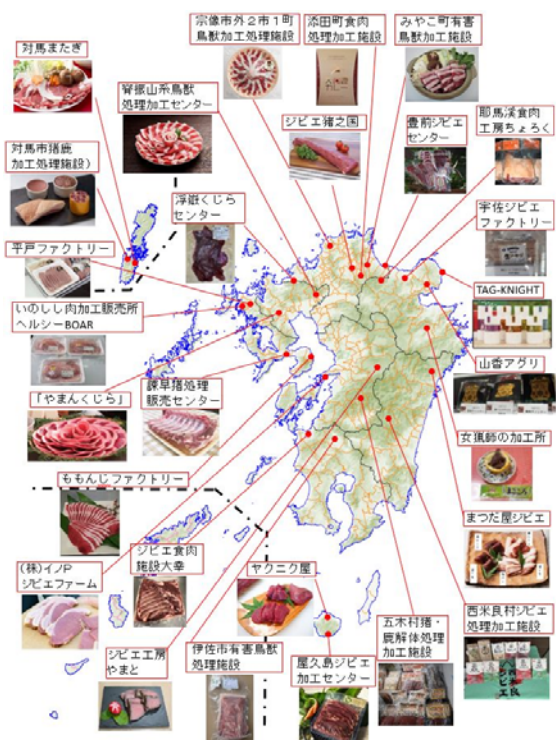 宗像市外２市１町
鳥獣加工処理施設
添田町食肉
処理加工施設
みやこ町有害
鳥獣加工施設
対馬またぎ
脊振山系鳥獣
処理加工センター
ジビエ猪之国
豊前ジビエ
センター
耶馬渓食肉
工房ちょろく
対馬市猪鹿
加工処理施設）
浮遊くじら
センター
宇佐ジビエ
ファクトリー
平戸ファクトリー
TAG-KNIGHT
いのしし肉加工販売所
ヘルシーBOAR
山香アグリ
「やまんくじら」
諫早猪処理
販売センター
女猟師の加工所
ももんじファクトリー
まつだ屋ジビエ
(株)イノP
ジビエファーム
ジビエ食肉
施設大幸
ヤクニク屋
五木村猪・
鹿解体処理
加工施設
西米良村ジビエ
処理加工施設
ジビエ工房
やまと
伊佐市有害鳥獣
処理施設
屋久島ジビエ
加工センター